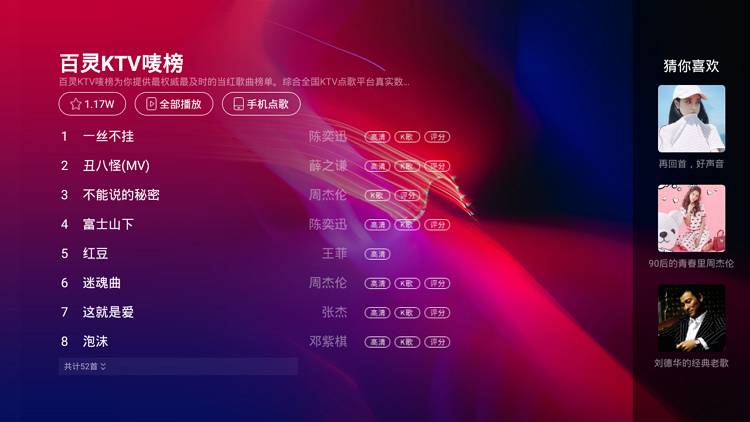 百灵KTV唛榜
百灵KTV唛榜为你提供最权威最及时的当红歌曲榜单。综合全国KTV点歌平台真实数...
1.17W 全部播放 手机点歌
1 一丝不挂 陈奕迅 高清 K歌 评分
2 丑八怪(MV) 薛之谦 高清 K歌 评分
3 不能说的秘密 周杰伦 K歌 评分
4 富士山下 陈奕迅 高清 K歌 评分
5 红豆 王菲 高清
6 迷魂曲 周杰伦 高清 K歌 评分
7 这就是爱 张杰 高清 K歌 评分
8 泡沫 邓紫棋 高清 K歌 评分
共计52首
猜你喜欢
再回首，好声音
90后的青春里周杰伦
刘德华的经典老歌